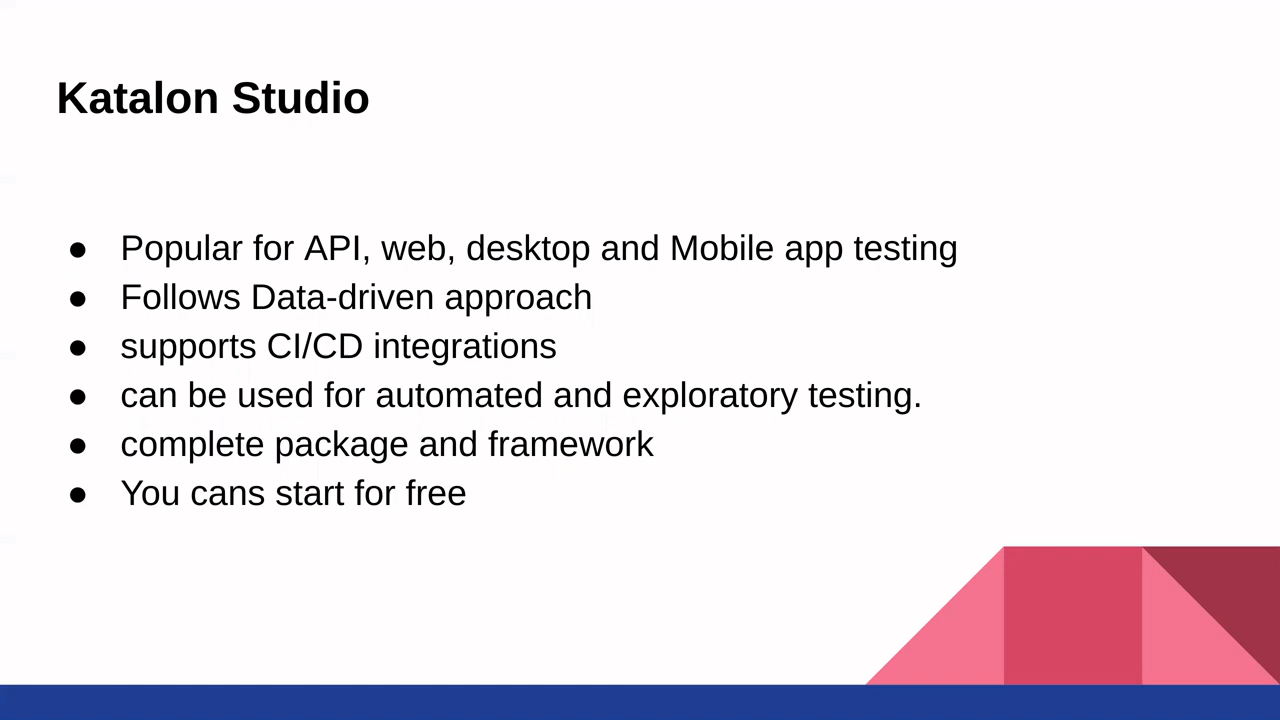 Katalon Studio
● Popular for API, web, desktop and Mobile app testing
● Follows Data-driven approach
● supports CI/CD integrations
● can be used for automated and exploratory testing.
● complete package and framework
● You cans start for free